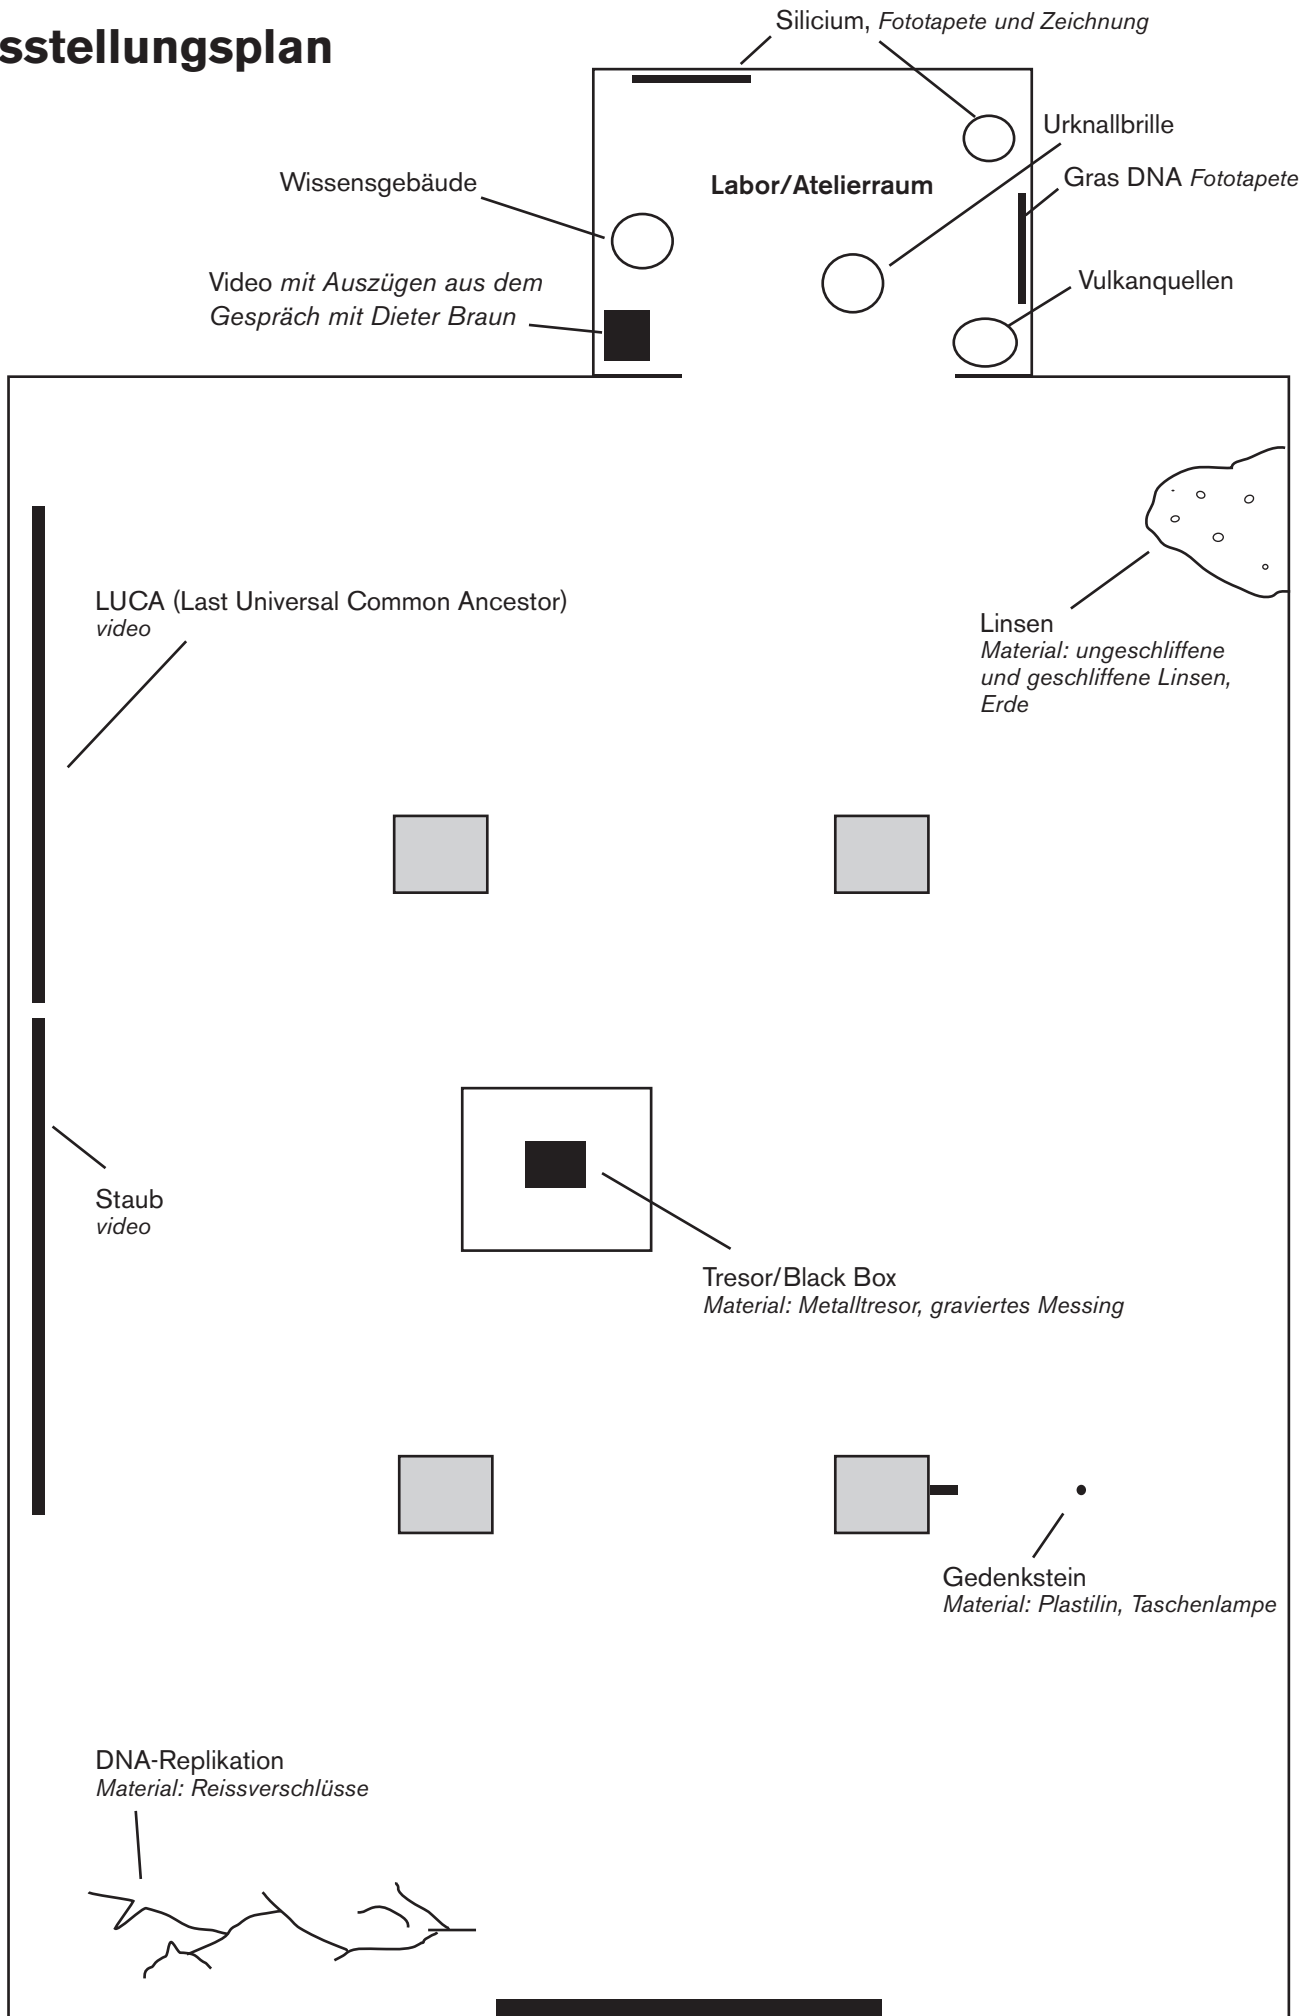 sstellungsplan
Silicium, Fototapete und Zeichnung
Urknallbrille
Wissensgebäude
Labor/Atelierraum
Gras DNA Fototapete
Video mit Auszügen aus dem
Gespräch mit Dieter Braun
Vulkanquellen
LUCA (Last Universal Common Ancestor)
video
Linsen
Material: ungeschliffene
und geschliffene Linsen,
Erde
Staub
video
Tresor/Black Box
Material: Metalltresor, graviertes Messing
Gedenkstein
Material: Plastilin, Taschenlampe
DNA-Replikation
Material: Reissverschlüsse